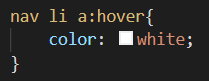 nav li a:hover{
    color: white;
}